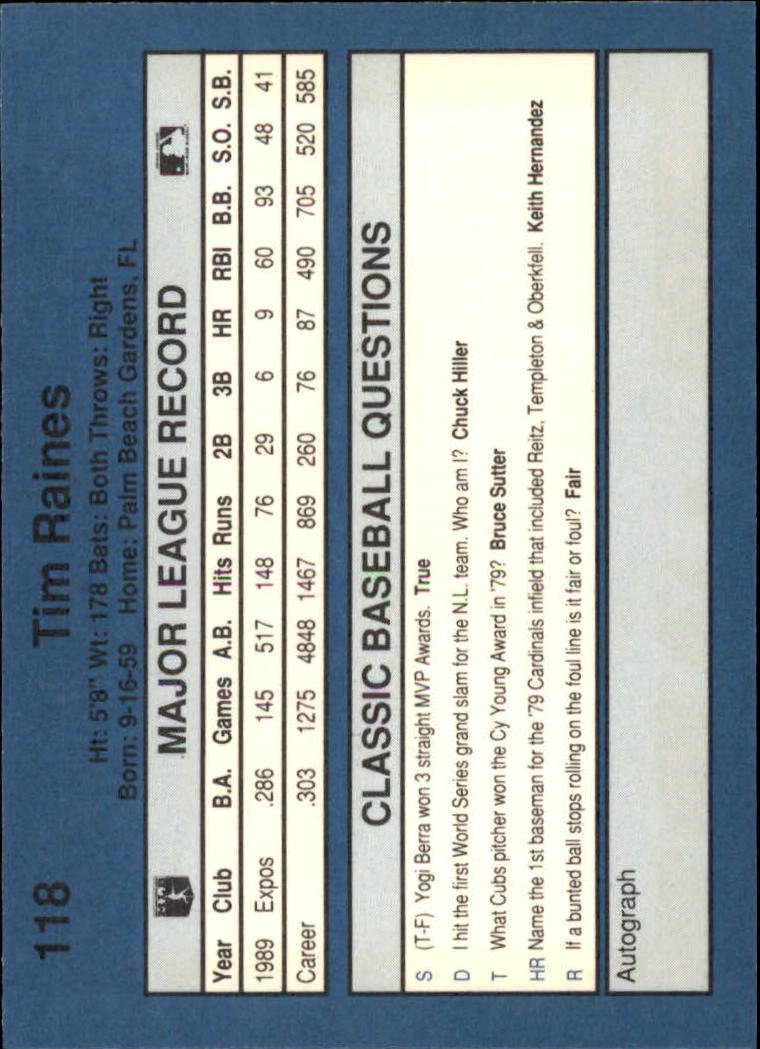 118 Tim Raines
Ht: 5'8" Wt: 178 Bats: Both Throws: Right
Born: 9-16-59 Home: Palm Beach Gardens, FL
MLBPA MAJOR LEAGUE RECORD
Year Club B.A. Games A.B. Hits Runs 2B 3B HR RBI B.B. S.O. S.B.
1989 Expos .286 145 517 148 76 29 6 9 60 93 48 41
Career .303 1275 4848 1467 869 260 76 87 490 705 520 585
CLASSIC BASEBALL QUESTIONS
S (T-F) Yogi Berra won 3 straight MVP Awards. True
D I hit the first World Series grand slam for the N.L. team. Who am I? Chuck Hiller
T What Cubs pitcher won the Cy Young Award in '79? Bruce Sutter
HR Name the 1st baseman for the '79 Cardinals infield that included Reitz, Templeton & Oberkfell. Keith Hernandez
R If a bunted ball stops rolling on the foul line is it fair or foul? Fair
Autograph